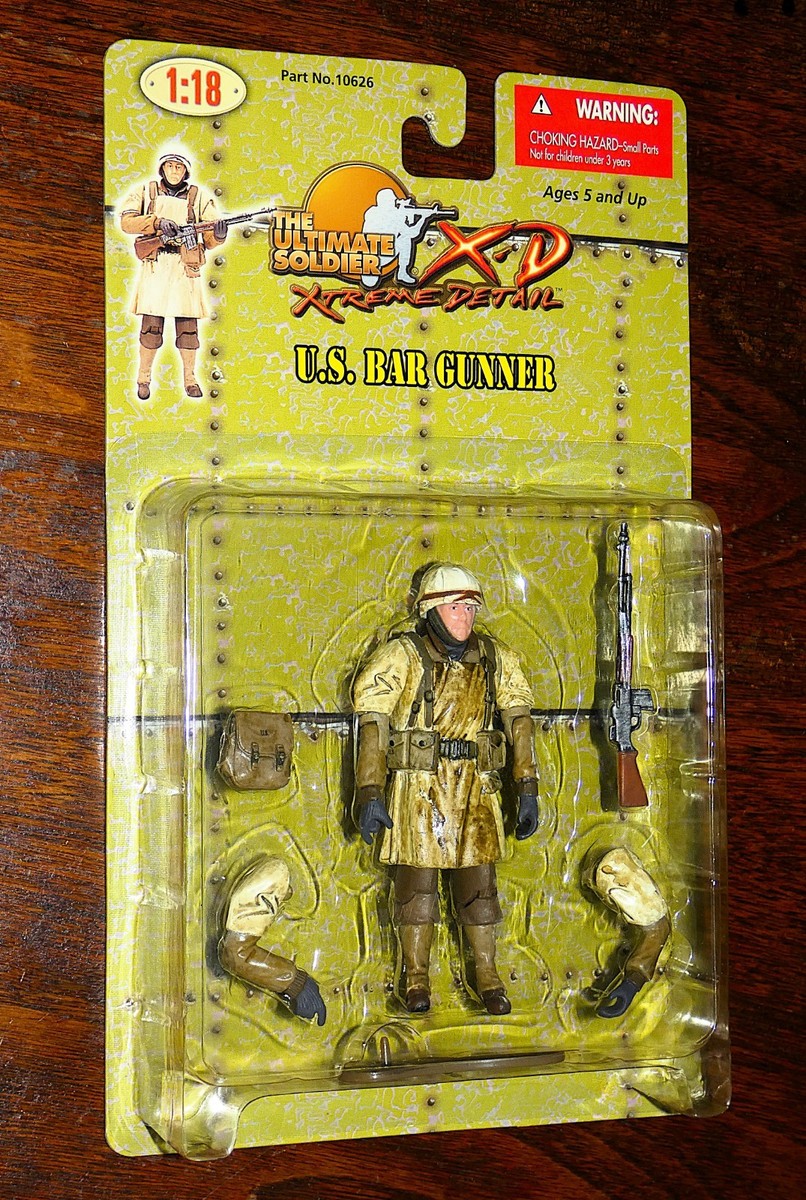 1:18
Part No.10626
WARNING:
CHOKING HAZARD–Small Parts
Not for children under 3 years
Ages 5 and Up
THE
ULTIMATE
SOLDIER®
X-D
XTREME DETAIL™
U.S. BAR GUNNER